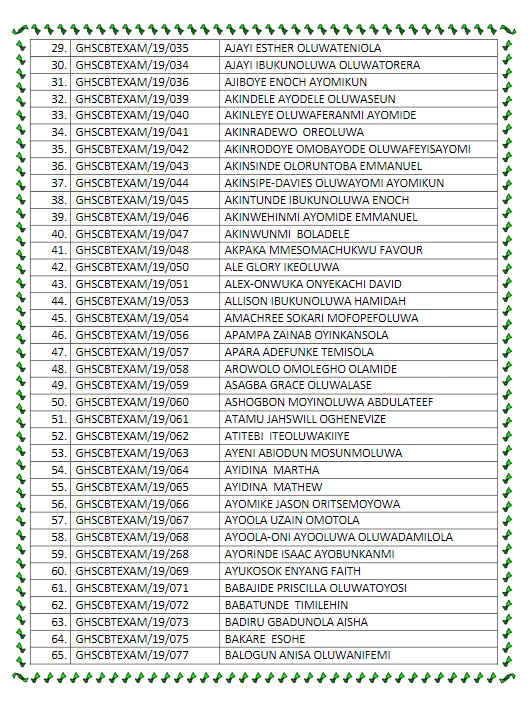 29. GHSCBTEXAM/19/035 AJAYI ESTHER OLUWATENIOLA
30. GHSCBTEXAM/19/034 AJAYI IBUKUNOLUWA OLUWATORERA
31. GHSCBTEXAM/19/036 AJIBOYE ENOCH AYOMIKUN
32. GHSCBTEXAM/19/039 AKINDELE AYODELE OLUWASEUN
33. GHSCBTEXAM/19/040 AKINLEYE OLUWAFERANMI AYOMIDE
34. GHSCBTEXAM/19/041 AKINRADEWO OREOLUWA
35. GHSCBTEXAM/19/042 AKINRODOYE OMOBAYODE OLUWAFEYISAYOMI
36. GHSCBTEXAM/19/043 AKINSINDE OLORUNTOBA EMMANUEL
37. GHSCBTEXAM/19/044 AKINSIPE-DAVIES OLUWAYOMI AYOMIKUN
38. GHSCBTEXAM/19/045 AKINTUNDE IBUKUNOLUWA ENOCH
39. GHSCBTEXAM/19/046 AKINWEHINMI AYOMIDE EMMANUEL
40. GHSCBTEXAM/19/047 AKINWUNMI BOLADELE
41. GHSCBTEXAM/19/048 AKPAKA MMESOMACHUKWU FAVOUR
42. GHSCBTEXAM/19/050 ALE GLORY IKEOLUWA
43. GHSCBTEXAM/19/051 ALEX-ONWUKA ONYEKACHI DAVID
44. GHSCBTEXAM/19/053 ALLISON IBUKUNOLUWA HAMIDAH
45. GHSCBTEXAM/19/054 AMACHREE SOKARI MOFOPEFOLUWA
46. GHSCBTEXAM/19/056 APAMPA ZAINAB OYINKANSOLA
47. GHSCBTEXAM/19/057 APARA ADEFUNKE TEMISOLA
48. GHSCBTEXAM/19/058 AROWOLO OMOLEGHO OLAMIDE
49. GHSCBTEXAM/19/059 ASAGBA GRACE OLUWALASE
50. GHSCBTEXAM/19/060 ASHOGBON MOYINOLUWA ABDULATEEF
51. GHSCBTEXAM/19/061 ATAMU JAHSWILL OGHENEVIZE
52. GHSCBTEXAM/19/062 ATITEBI ITEOLUWAKIIYE
53. GHSCBTEXAM/19/063 AYENI ABIODUN MOSUNMOLUWA
54. GHSCBTEXAM/19/064 AYIDINA MARTHA
55. GHSCBTEXAM/19/065 AYIDINA MATHEW
56. GHSCBTEXAM/19/066 AYOMIKE JASON ORITSEMOYOWA
57. GHSCBTEXAM/19/067 AYOOLA UZAIN OMOTOLA
58. GHSCBTEXAM/19/068 AYOOLA-ONI AYOOLUWA OLUWADAMILOLA
59. GHSCBTEXAM/19/268 AYORINDE ISAAC AYOBUNKANMI
60. GHSCBTEXAM/19/069 AYUKOSOK ENYANG FAITH
61. GHSCBTEXAM/19/071 BABAJIDE PRISCILLA OLUWATOYOSI
62. GHSCBTEXAM/19/072 BABATUNDE TIMILEHIN
63. GHSCBTEXAM/19/073 BADIRU GBADUNOLA AISHA
64. GHSCBTEXAM/19/075 BAKARE ESOHE
65. GHSCBTEXAM/19/077 BALOGUN ANISA OLUWANIFEMI